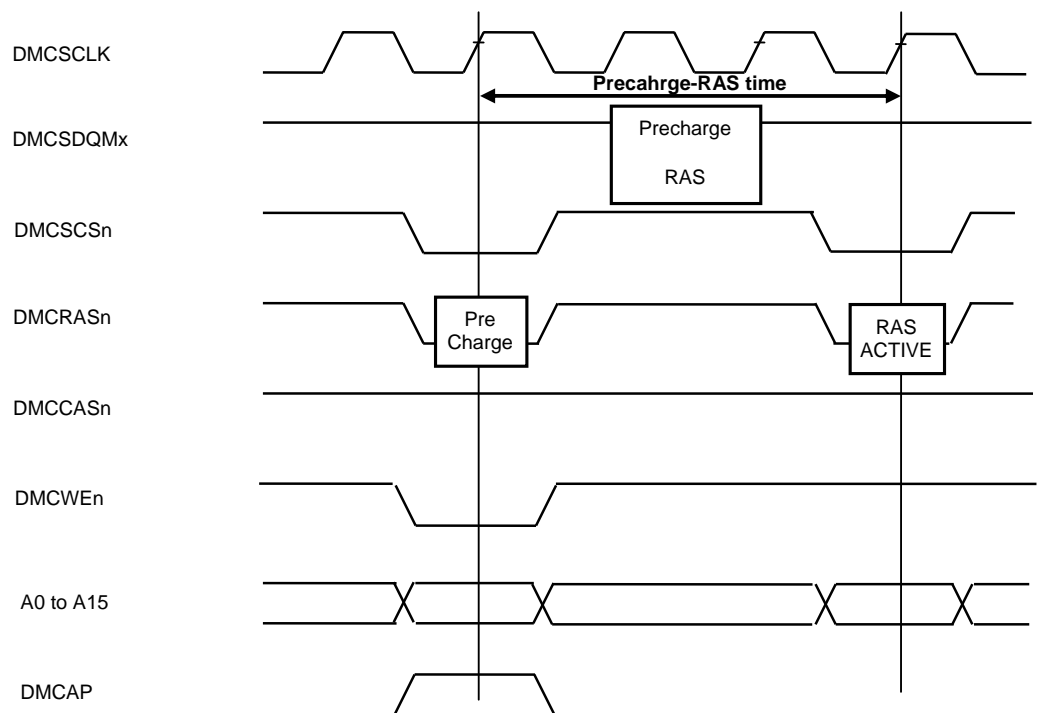 DMCSCLK
Precahrge-RAS time
DMCSDQMx
Precharge
RAS
DMCSCSn
DMCRASn
Pre
Charge
RAS
ACTIVE
DMCCASn
DMCWEn
A0 to A15
DMCAP